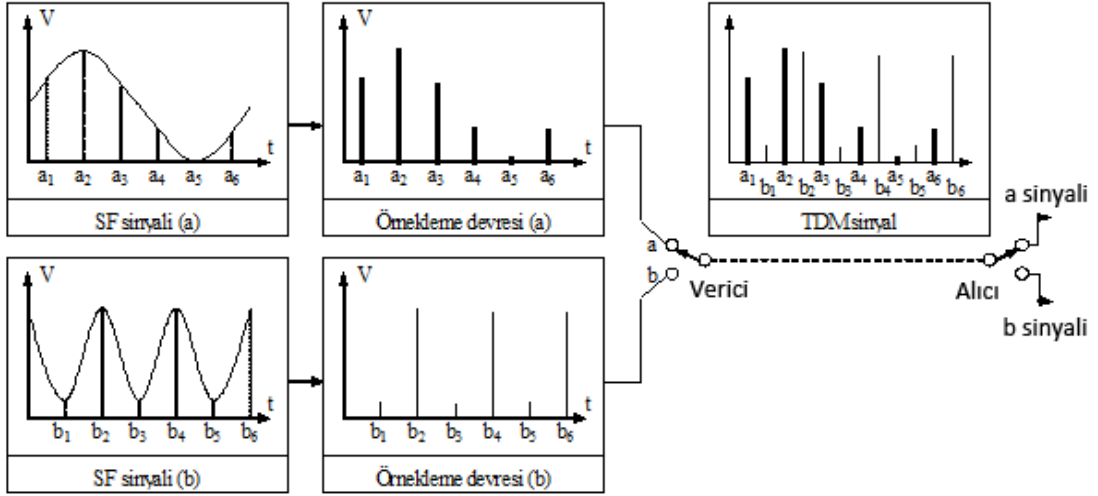 V
t
a₁ a₂ a₃ a₄ a₅ a₆
SF sinyali (a)
V
t
a₁ a₂ a₃ a₄ a₅ a₆
Örnekleme devresi (a)
a₁ b₁ a₂ b₂ a₃ b₃ a₄ b₄ a₅ b₅ a₆ b₆
TDM sinyal
a sinyali
a
b
Verici
Alıcı
b sinyali
V
t
b₁ b₂ b₃ b₄ b₅ b₆
SF sinyali (b)
V
t
b₁ b₂ b₃ b₄ b₅ b₆
Örnekleme devresi (b)